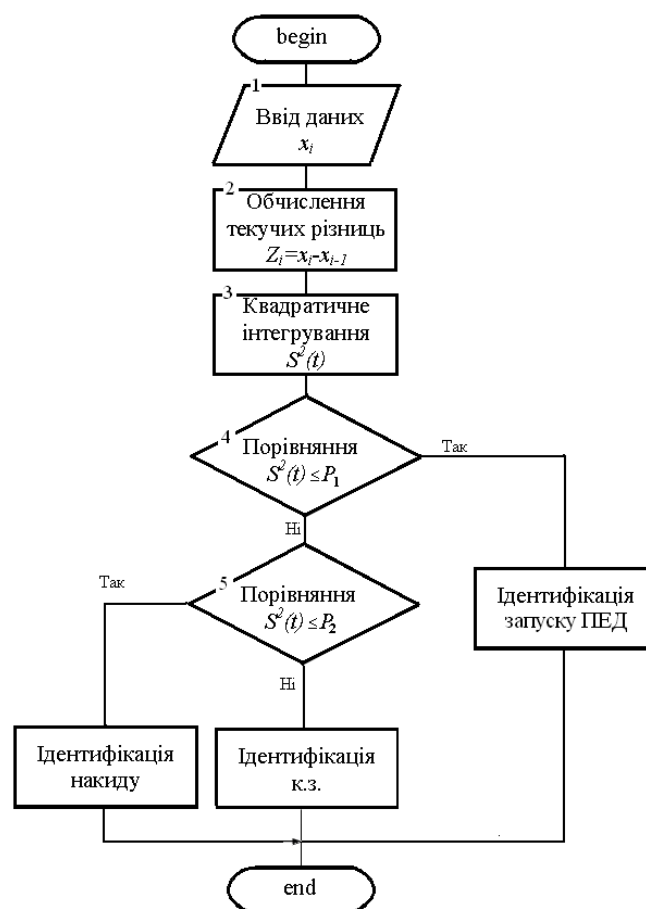 begin
1
Ввід даних
xᵢ
2
Обчислення
текучих різниць
Zᵢ=xᵢ-xᵢ₋₁
3
Квадратичне
інтегрування
S²(t)
4
Порівняння
S²(t)≤P₁
Так
Ні
5
Порівняння
S²(t)≤P₂
Так
Ні
Ідентифікація
запуску ПЕД
Ідентифікація
накиду
Ідентифікація
к.з.
end